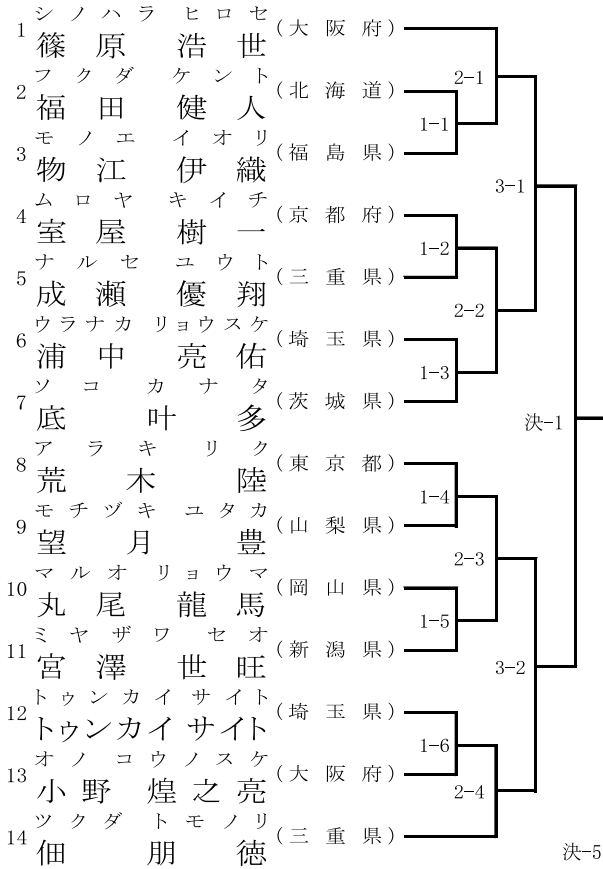 シノハラ ヒロセ
1 篠原 浩世 (大阪府)
フクダ ケント
2 福田 健人 (北海道)
モノエ イオリ
3 物江 伊織 (福島県)
ムロヤ キイチ
4 室屋 樹一 (京都府)
ナルセ ユウト
5 成瀬 優翔 (三重県)
ウラナカ リョウスケ
6 浦中 亮佑 (埼玉県)
ソコ カナタ
7 底 叶多 (茨城県)
アラキ リク
8 荒木 陸 (東京都)
モチヅキ ユタカ
9 望月 豊 (山梨県)
マルオ リョウマ
10 丸尾 龍馬 (岡山県)
ミヤザワ セオ
11 宮澤 世旺 (新潟県)
トゥンカイ サイト
12 トゥンカイ サイト (埼玉県)
オノ コウノスケ
13 小野 煌之亮 (大阪府)
ツクダ トモノリ
14 佃 朋徳 (三重県)
1-1
1-2
1-3
1-4
1-5
1-6
2-1
2-2
2-3
2-4
3-1
3-2
決-1
決-5